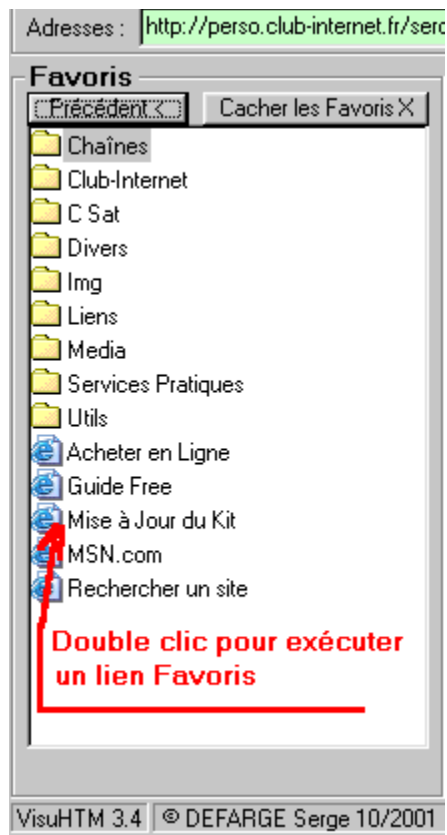 Adresses : http://perso.club-internet.fr/serd
Favoris
Précédent < Cacher les Favoris X
Chaînes
Club-Internet
C Sat
Divers
Img
Liens
Media
Services Pratiques
Utils
Acheter en Ligne
Guide Free
Mise à Jour du Kit
MSN.com
Rechercher un site
Double clic pour exécuter
un lien Favoris
VisuHTM 3.4 © DEFARGE Serge 10/2001